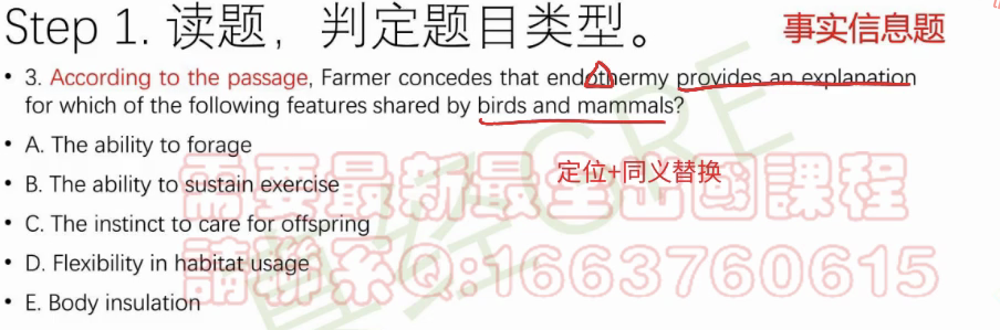 Step 1. 读题，判定题目类型。
事实信息题
• 3. According to the passage, Farmer concedes that endothermy provides an explanation
for which of the following features shared by birds and mammals?
• A. The ability to forage
定位+同义替换
• B. The ability to sustain exercise
• C. The instinct to care for offspring
• D. Flexibility in habitat usage
• E. Body insulation
需要最新最全出國課程
請聯系Q:1663760615
GRE